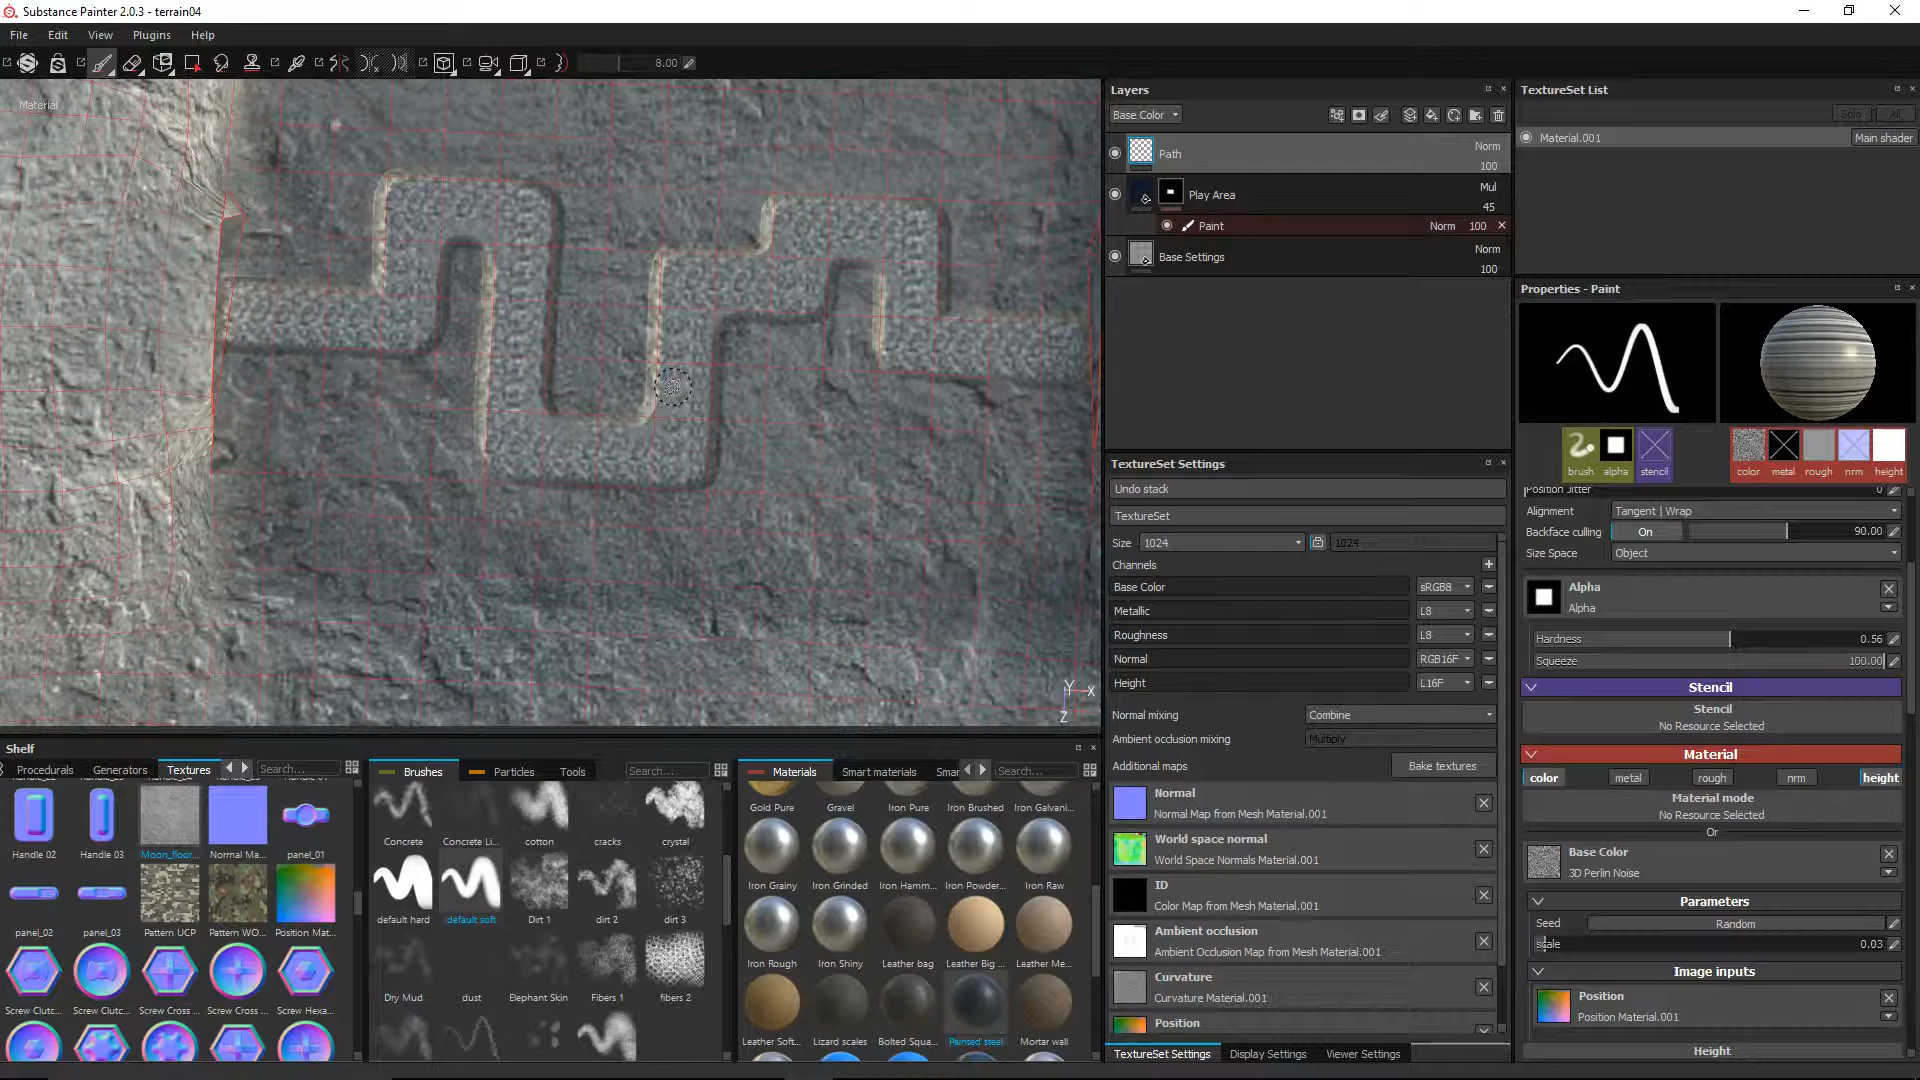 Substance Painter 2.0.3 - terrain04
File Edit View Plugins Help
8.00
Material
Layers
Base Color
Path Norm 100
Play Area Mul 45
Paint Norm 100
Base Settings Norm 100
TextureSet Settings
Undo stack
TextureSet
Size 1024 1024
Channels
Base Color sRGB8
Metallic L8
Roughness L8
Normal RGB16F
Height L16F
Normal mixing Combine
Ambient occlusion mixing Multiply
Additional maps Bake textures
Normal
Normal Map from Mesh Material.001
World space normal
World Space Normals Material.001
ID
Color Map from Mesh Material.001
Ambient occlusion
Ambient Occlusion Map from Mesh Material.001
Curvature
Curvature Material.001
Position
TextureSet Settings Display Settings Viewer Settings
TextureSet List
Solo All
Material.001 Main shader
Properties - Paint
brush alpha stencil color metal rough nrm height
Position Jitter 0
Alignment Tangent | Wrap
Backface culling On 90.00
Size Space Object
Alpha
Alpha
Hardness 0.56
Squeeze 100.00
Stencil
Stencil
No Resource Selected
Material
color metal rough nrm height
Material mode
No Resource Selected
Or
Base Color
3D Perlin Noise
Parameters
Seed Random
scale 0.03
Image inputs
Position
Position Material.001
Height
Shelf
Procedurals Generators Textures Search...
Handle 02 Handle 03 Moon_floor... Normal Ma... panel_01
panel_02 panel_03 Pattern UCP Pattern WO... Position Mat...
Screw Clutc... Screw Clutc... Screw Cross ... Screw Cross ... Screw Hexa...
Brushes Particles Tools Search...
Concrete Concrete Li... cotton cracks crystal
default hard default soft Dirt 1 dirt 2 dirt 3
Dry Mud dust Elephant Skin Fibers 1 fibers 2
Materials Smart materials Smar Search...
Gold Pure Gravel Iron Pure Iron Brushed Iron Galvani...
Iron Grainy Iron Grinded Iron Hamm... Iron Powder... Iron Raw
Iron Rough Iron Shiny Leather bag Leather Big ... Leather Me...
Leather Soft... Lizard scales Bolted Squa... Painted steel Mortar wall
Y X
Z